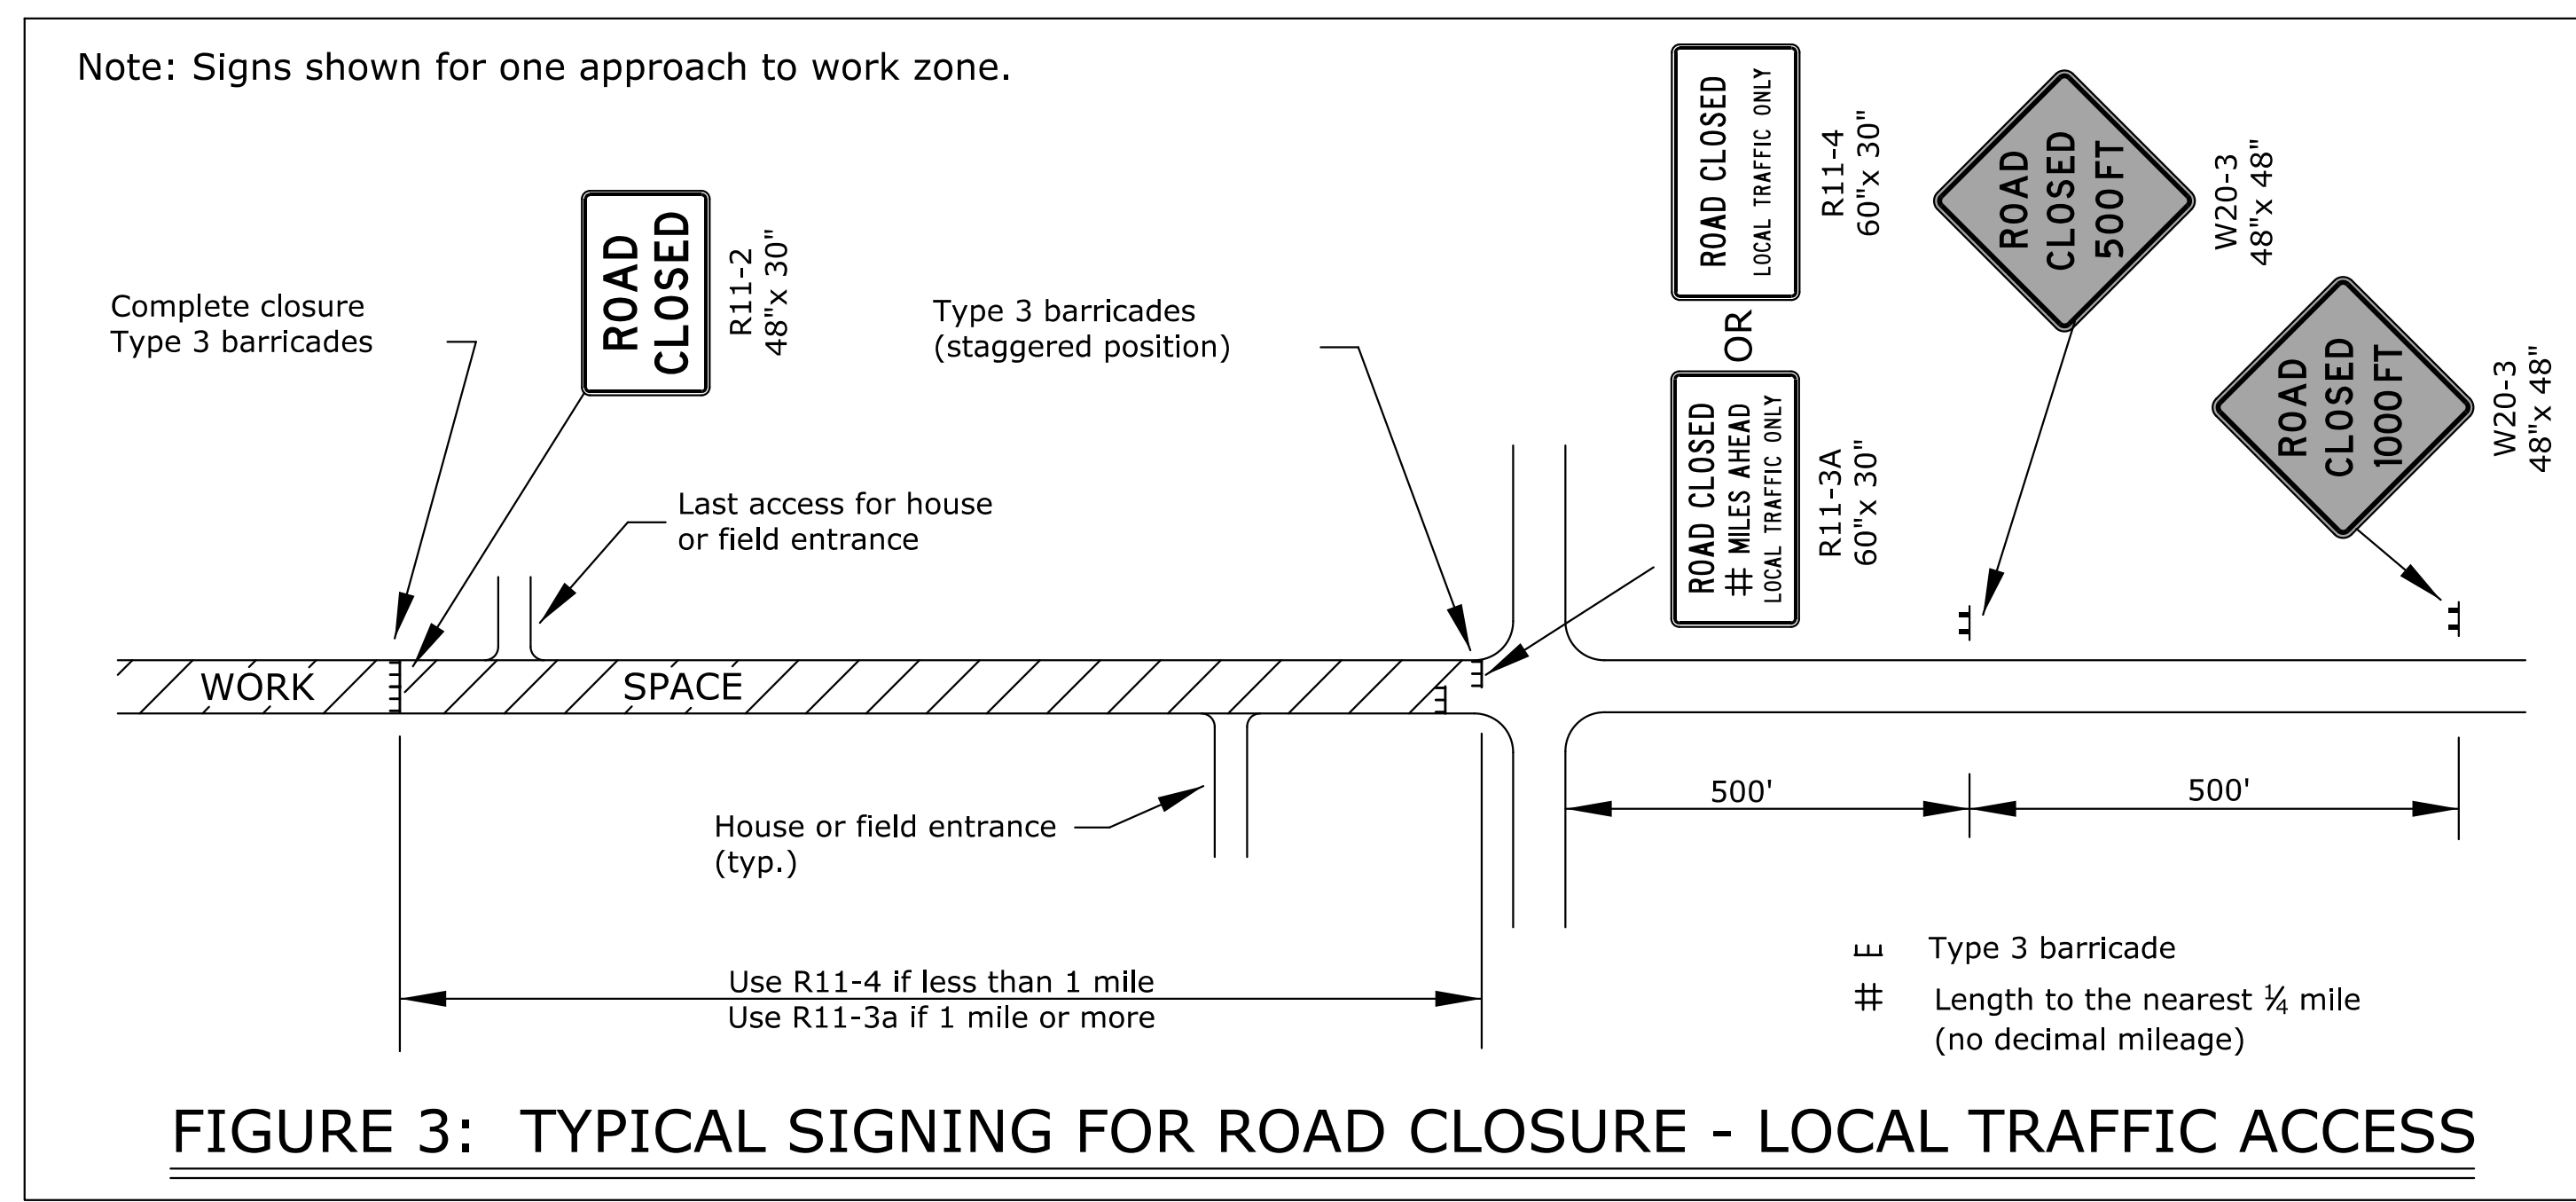 Note: Signs shown for one approach to work zone.
Complete closure
Type 3 barricades
ROAD
CLOSED
R11-2
48"x 30"
Type 3 barricades
(staggered position)
ROAD CLOSED
LOCAL TRAFFIC ONLY
R11-4
60"x 30"
OR
ROAD CLOSED
# MILES AHEAD
LOCAL TRAFFIC ONLY
R11-3A
60"x 30"
ROAD
CLOSED
500FT
W20-3
48"x 48"
ROAD
CLOSED
1000FT
W20-3
48"x 48"
Last access for house
or field entrance
WORK SPACE
House or field entrance
(typ.)
500'
500'
Use R11-4 if less than 1 mile
Use R11-3a if 1 mile or more
Type 3 barricade
# Length to the nearest ¼ mile
(no decimal mileage)
FIGURE 3: TYPICAL SIGNING FOR ROAD CLOSURE - LOCAL TRAFFIC ACCESS